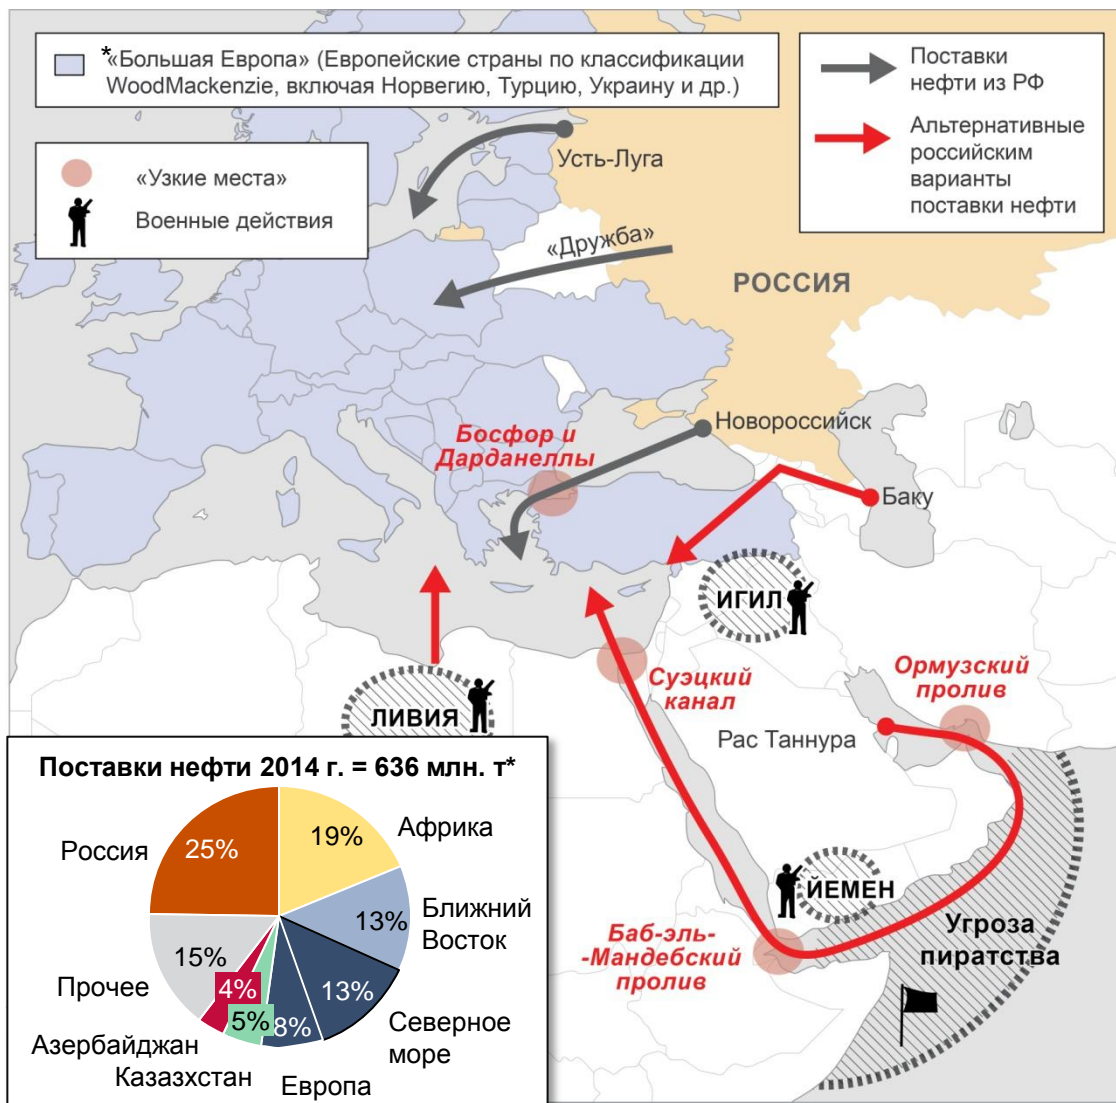 *«Большая Европа» (Европейские страны по классификации
WoodMackenzie, включая Норвегию, Турцию, Украину и др.)
Поставки
нефти из РФ
Альтернативные
российским
варианты
поставки нефти
«Узкие места»
Военные действия
Усть-Луга
«Дружба»
РОССИЯ
Новороссийск
Босфор и
Дарданеллы
Баку
ИГИЛ
Суэцкий
канал
Ормузский
пролив
ЛИВИЯ
Рас Таннура
ЙЕМЕН
Баб-эль-
-Мандебский
пролив
Угроза
пиратства
Поставки нефти 2014 г. = 636 млн. т*
Россия
25%
19%
Африка
13%
Ближний
Восток
15%
Прочее
4%
13%
5%
8%
Северное
море
Азербайджан
Казазхстан
Европа